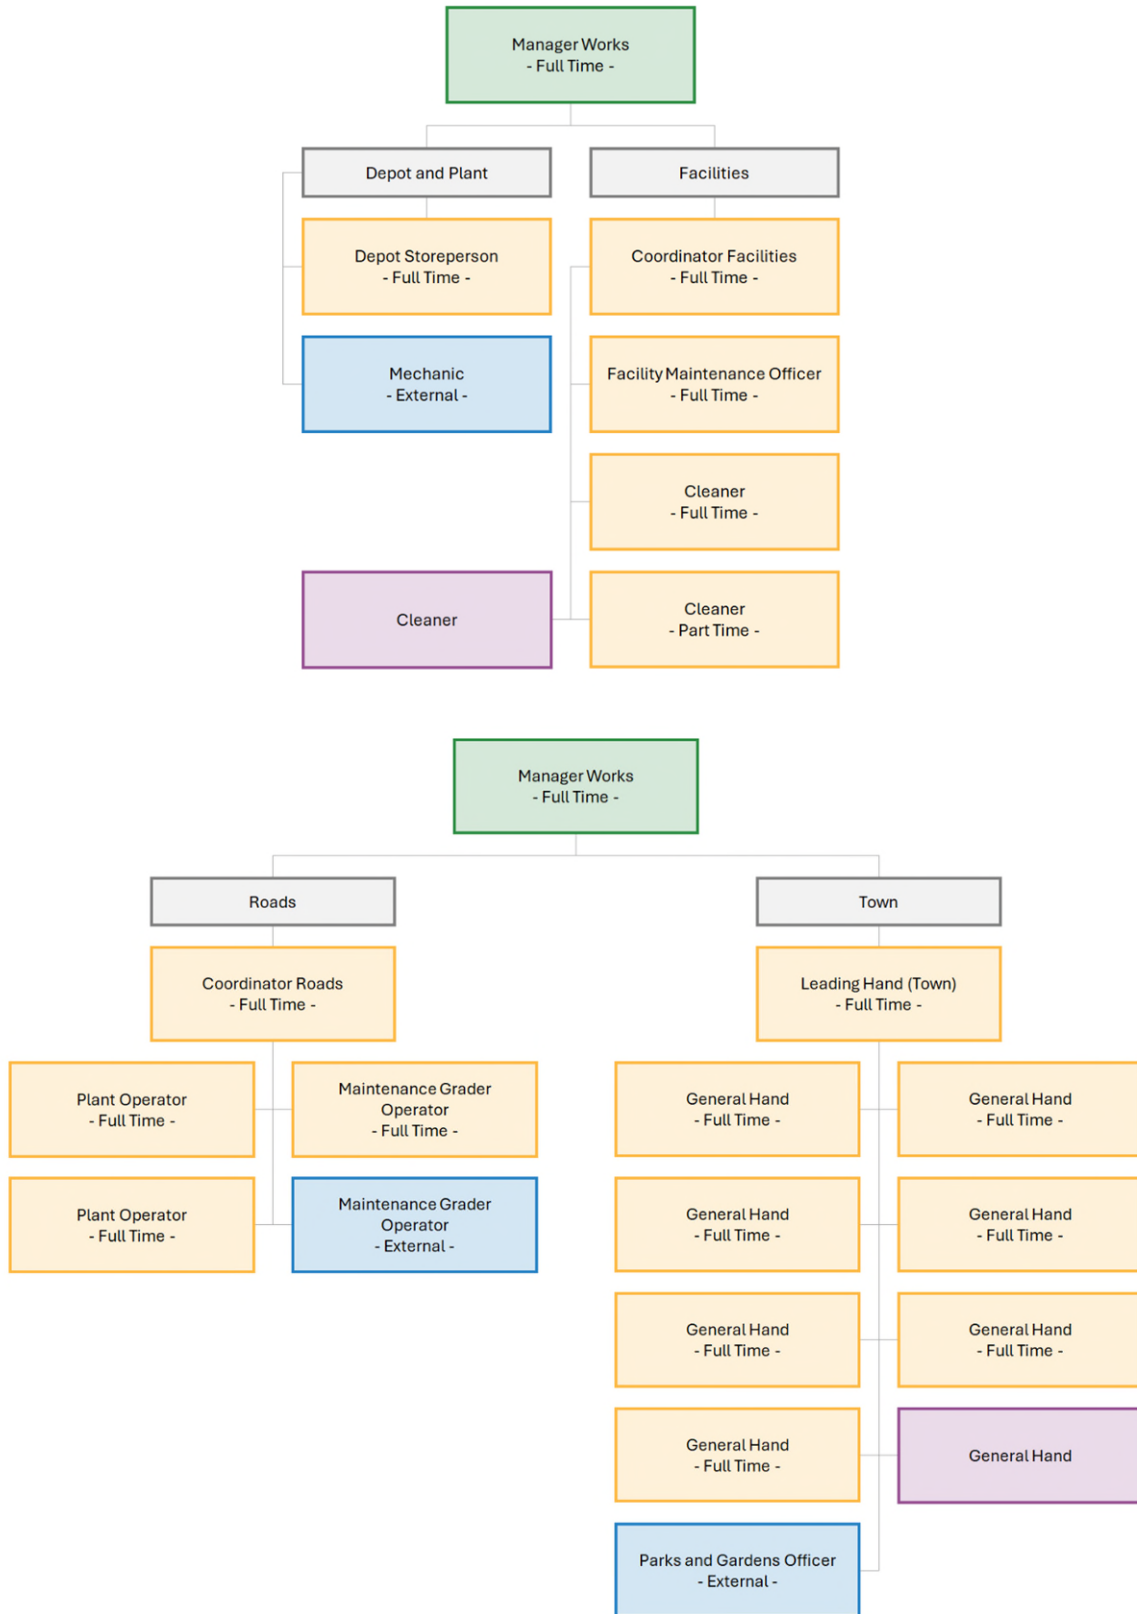 Manager Works
- Full Time -
Depot and Plant
Facilities
Depot Storeperson
- Full Time -
Coordinator Facilities
- Full Time -
Mechanic
- External -
Facility Maintenance Officer
- Full Time -
Cleaner
- Full Time -
Cleaner
Cleaner
- Part Time -
Manager Works
- Full Time -
Roads
Town
Coordinator Roads
- Full Time -
Leading Hand (Town)
- Full Time -
Plant Operator
- Full Time -
Maintenance Grader
Operator
- Full Time -
General Hand
- Full Time -
General Hand
- Full Time -
Plant Operator
- Full Time -
Maintenance Grader
Operator
- External -
General Hand
- Full Time -
General Hand
- Full Time -
General Hand
- Full Time -
General Hand
- Full Time -
General Hand
- Full Time -
General Hand
Parks and Gardens Officer
- External -